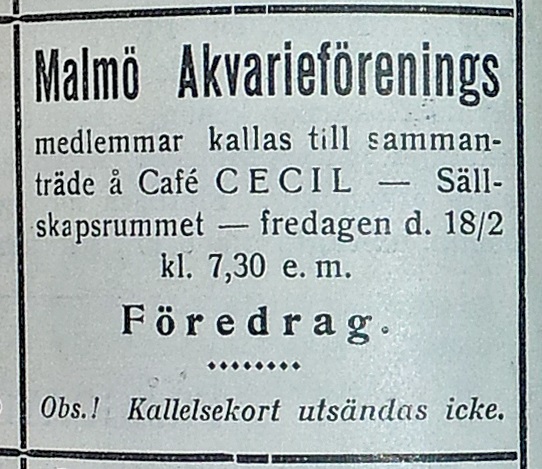 Malmö Akvarieförenings
medlemmar kallas till samman-
träde å Café CECIL — Säll-
skapsrummet — fredagen d. 18/2
kl. 7,30 e. m.
Föredrag.
Obs.! Kallelsekort utsändas icke.